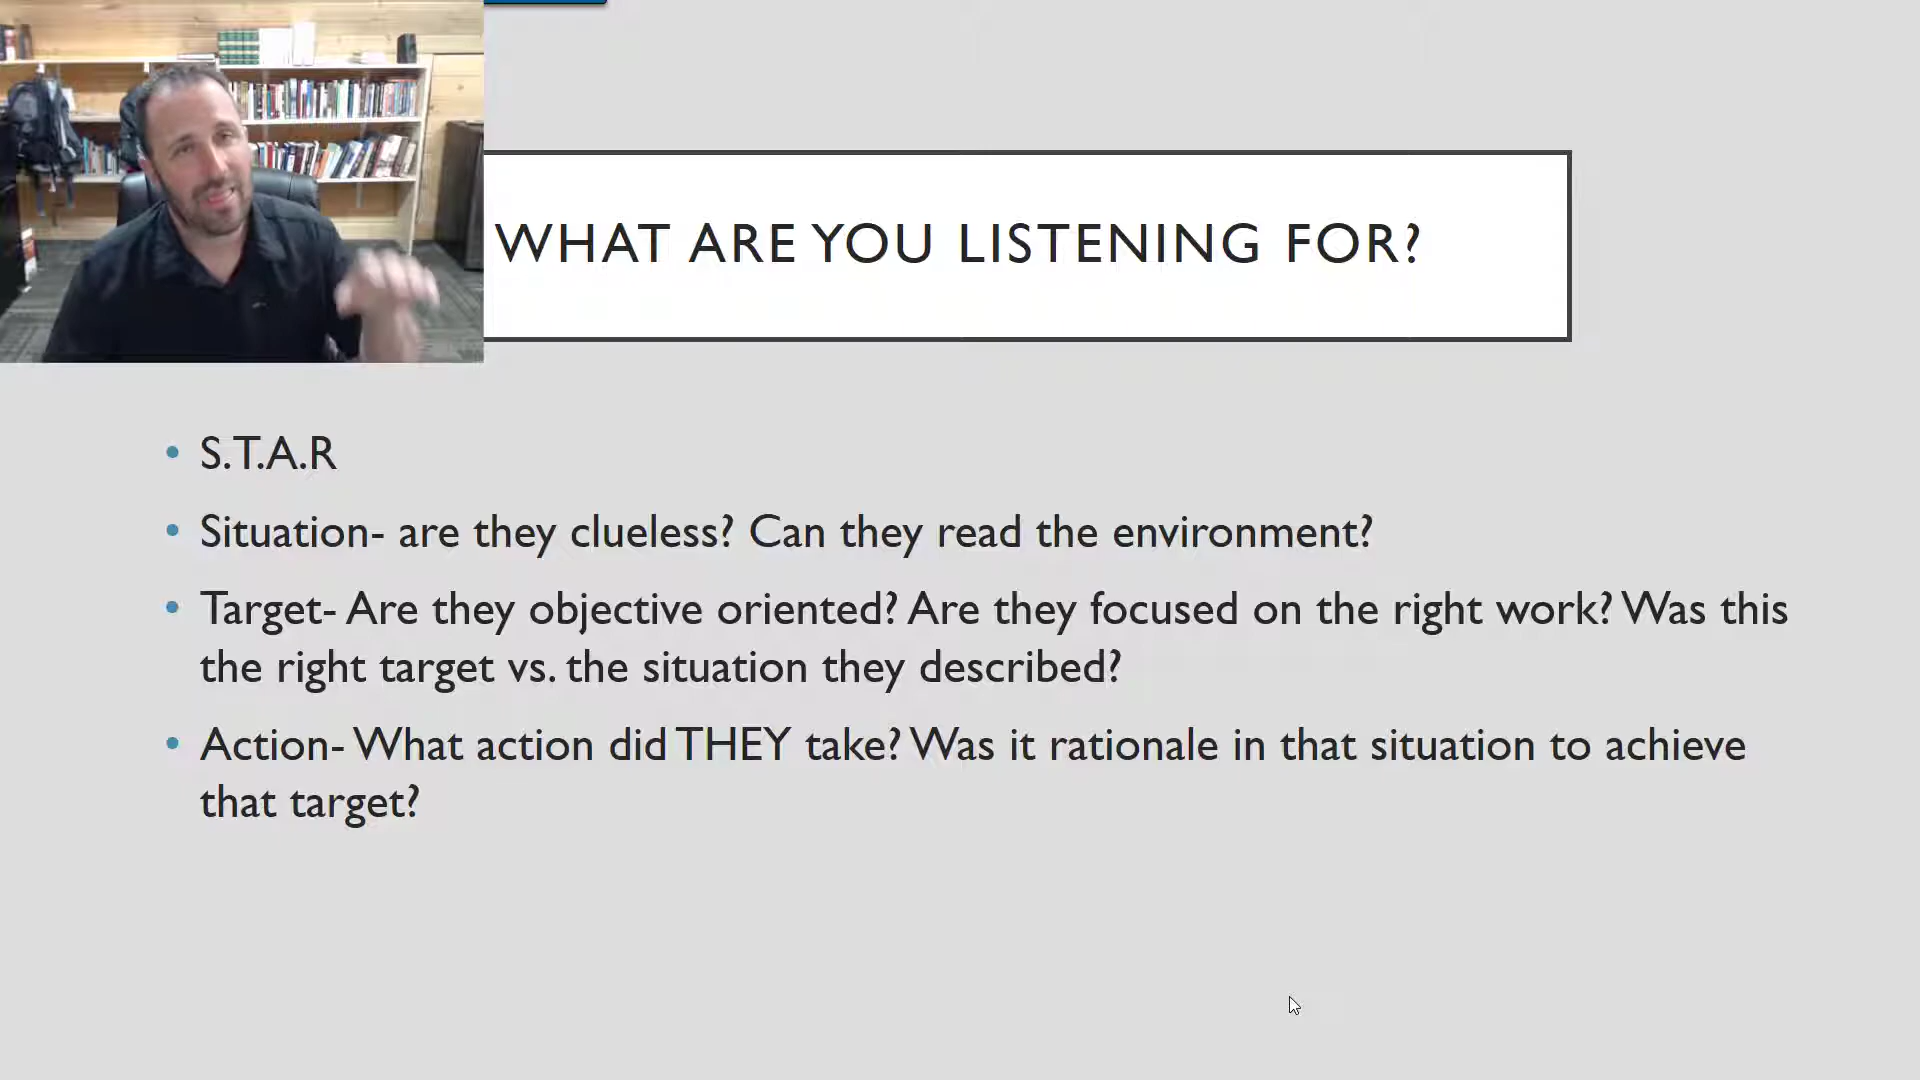 WHAT ARE YOU LISTENING FOR?
• S.T.A.R
• Situation- are they clueless? Can they read the environment?
• Target- Are they objective oriented? Are they focused on the right work? Was this
the right target vs. the situation they described?
• Action- What action did THEY take? Was it rationale in that situation to achieve
that target?